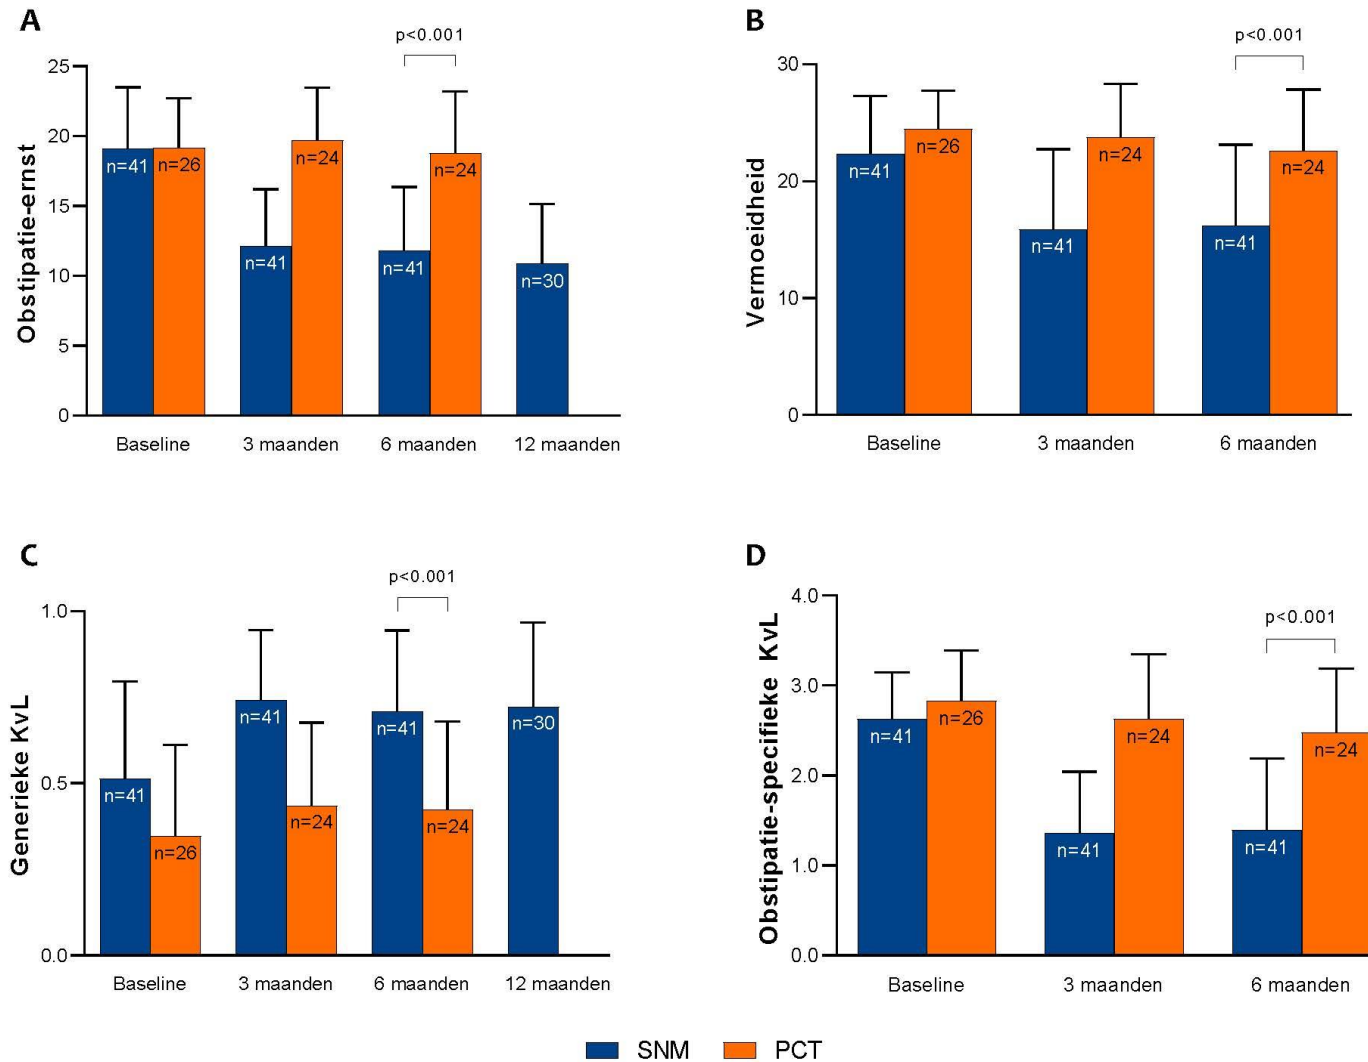 A
p<0.001
25
20
15
10
5
0
Obstipatie-ernst
n=41
n=26
n=41
n=24
n=41
n=24
n=30
Baseline
3 maanden
6 maanden
12 maanden
B
p<0.001
30
20
10
0
Vermoeidheid
n=41
n=26
n=41
n=24
n=41
n=24
Baseline
3 maanden
6 maanden
C
p<0.001
1.0
0.5
0.0
Generieke KvL
n=41
n=26
n=41
n=24
n=41
n=24
n=30
Baseline
3 maanden
6 maanden
12 maanden
D
p<0.001
4.0
3.0
2.0
1.0
0.0
Obstipatie-specifieke KvL
n=41
n=26
n=41
n=24
n=41
n=24
Baseline
3 maanden
6 maanden
SNM
PCT